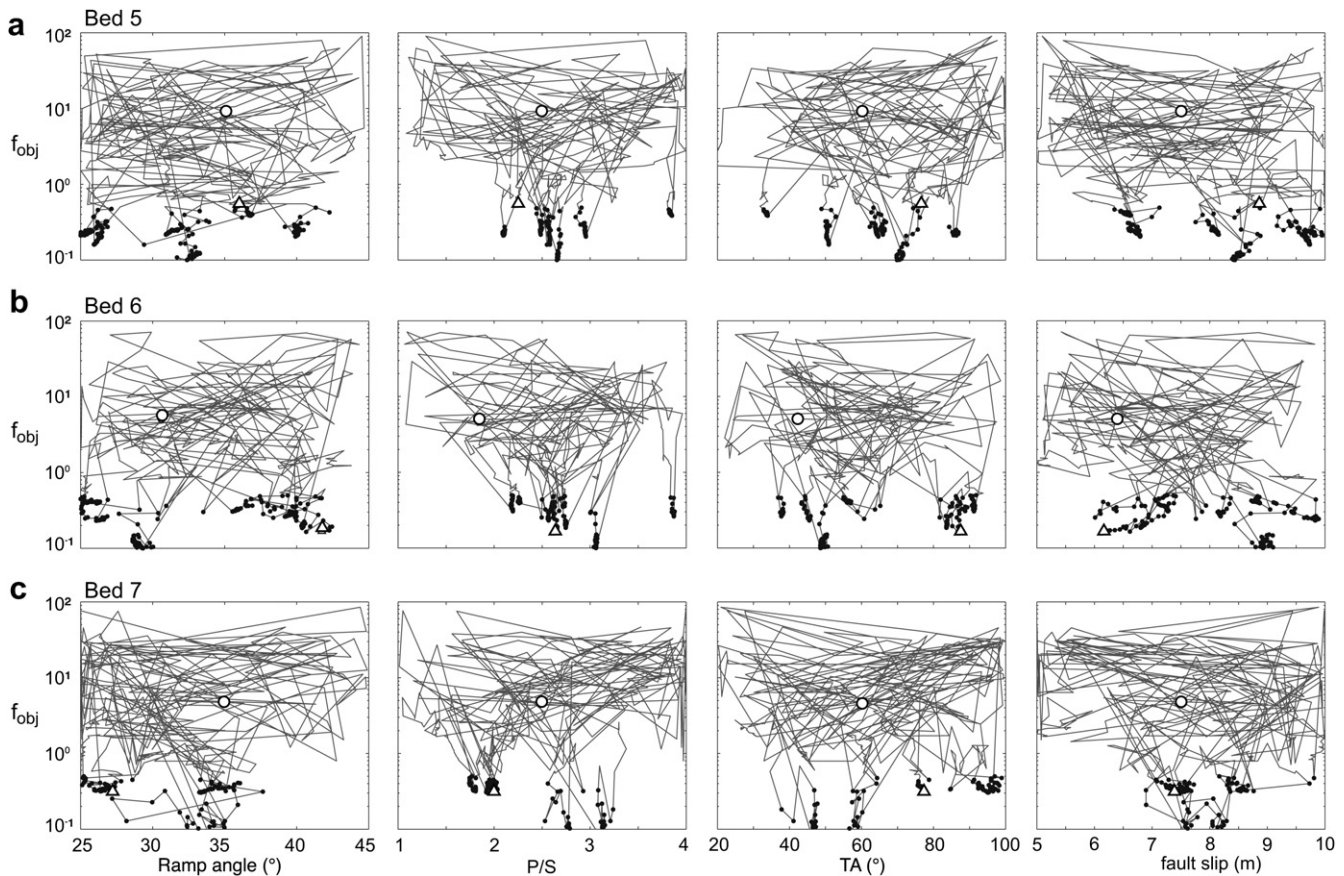 a
Bed 5
10²
10¹
f_obj
10⁰
10⁻¹
b
Bed 6
10²
10¹
f_obj
10⁰
10⁻¹
c
Bed 7
10²
10¹
f_obj
10⁰
10⁻¹
25 30 35 40 45 1 2 3 4 20 40 60 80 100 5 6 7 8 9 10
Ramp angle (°) P/S TA (°) fault slip (m)